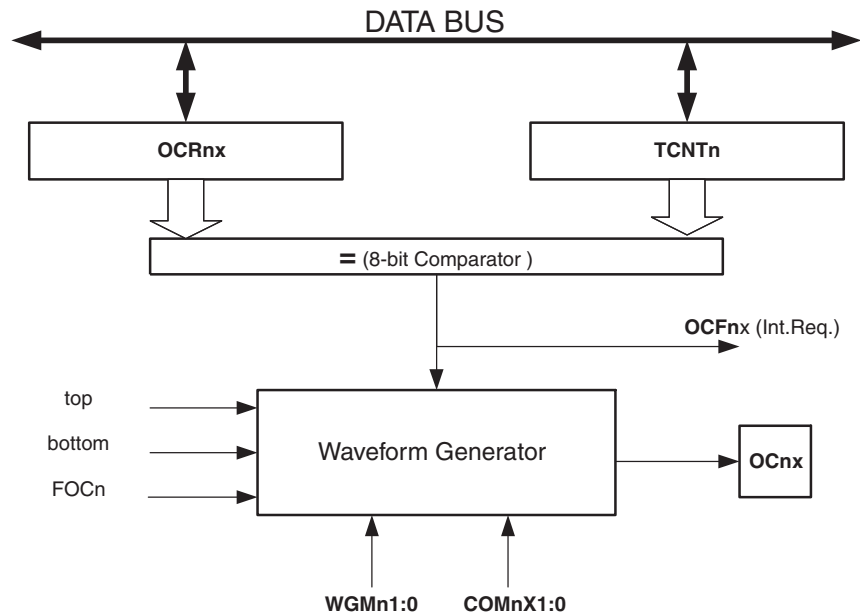 DATA BUS
OCRnx
TCNTn
= (8-bit Comparator )
OCFnx (Int.Req.)
top
bottom
FOCn
Waveform Generator
OCnx
WGMn1:0
COMnX1:0